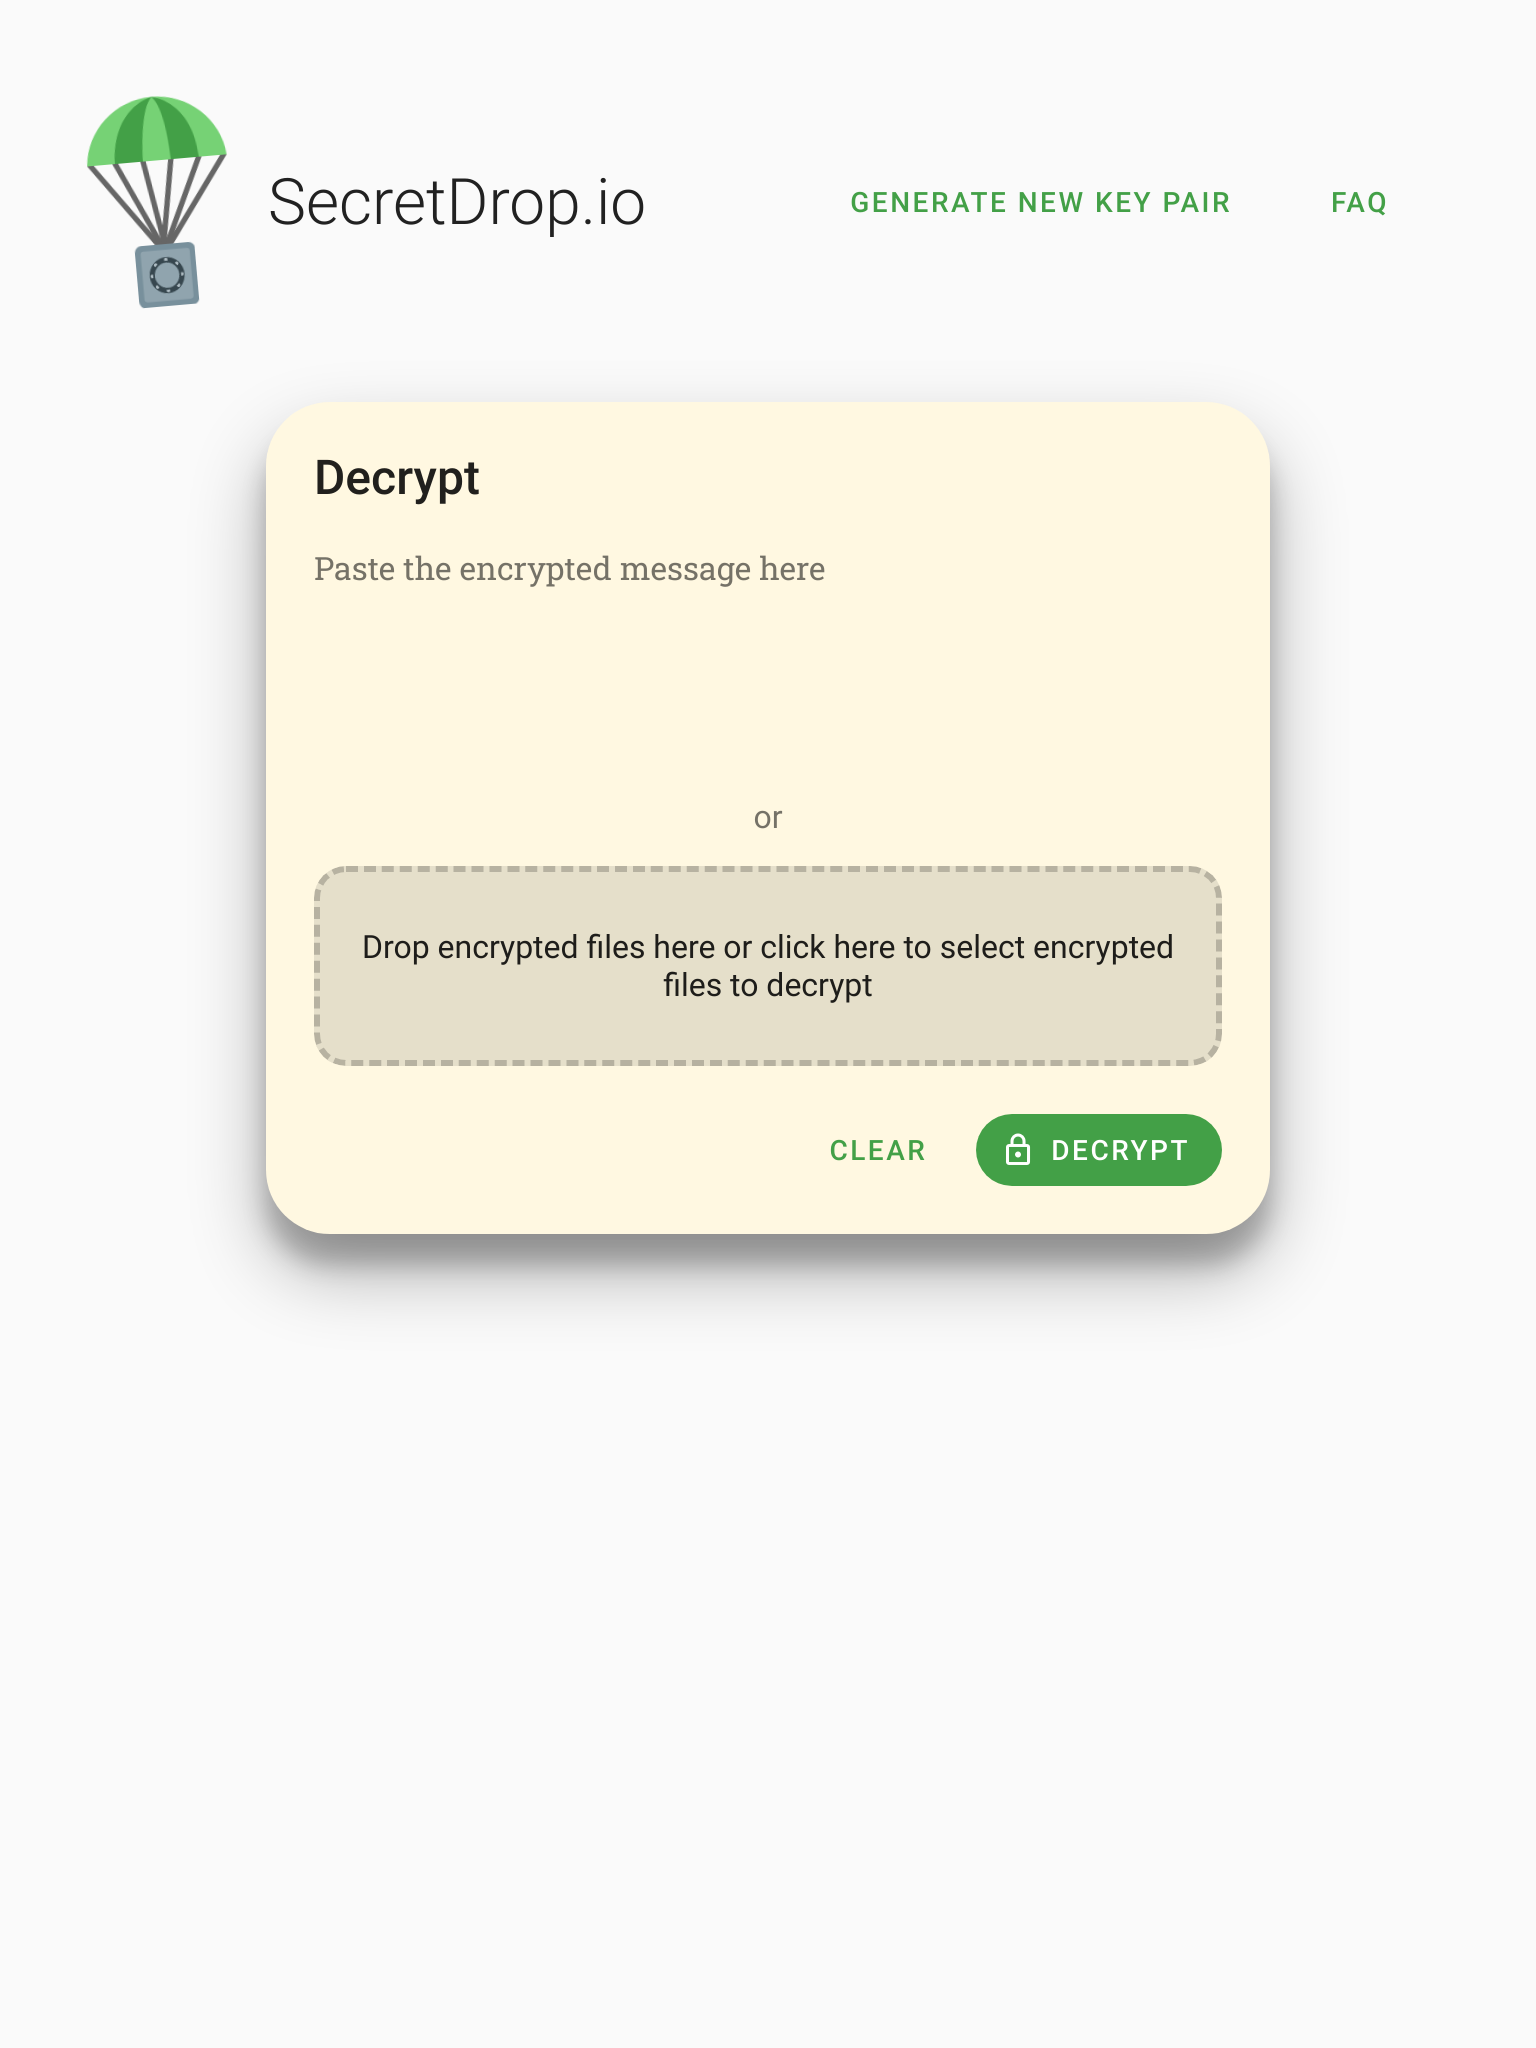 SecretDrop.io
GENERATE NEW KEY PAIR
FAQ
Decrypt
Paste the encrypted message here
or
Drop encrypted files here or click here to select encrypted
files to decrypt
CLEAR
DECRYPT